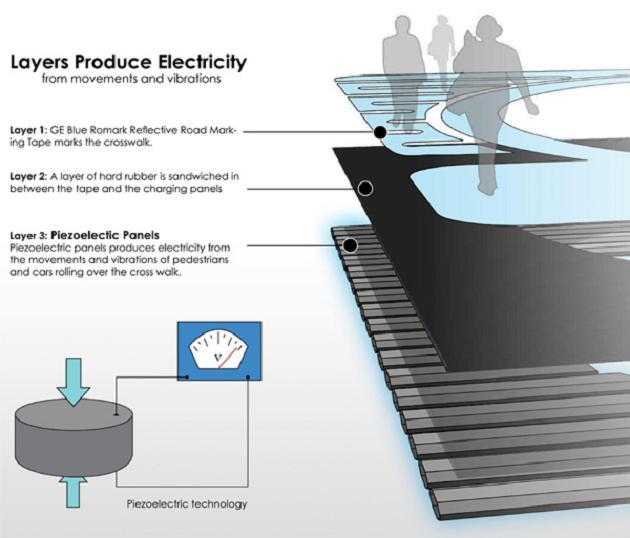 Layers Produce Electricity
from movements and vibrations
Layer 1: GE Blue Romark Reflective Road Mark-
ing Tape marks the crosswalk.
Layer 2: A layer of hard rubber is sandwiched in
between the tape and the charging panels
Layer 3: Piezoelectic Panels
Piezoelectric panels produces electricity from
the movements and vibrations of pedestrians
and cars rolling over the cross walk.
V
Piezoelectric technology